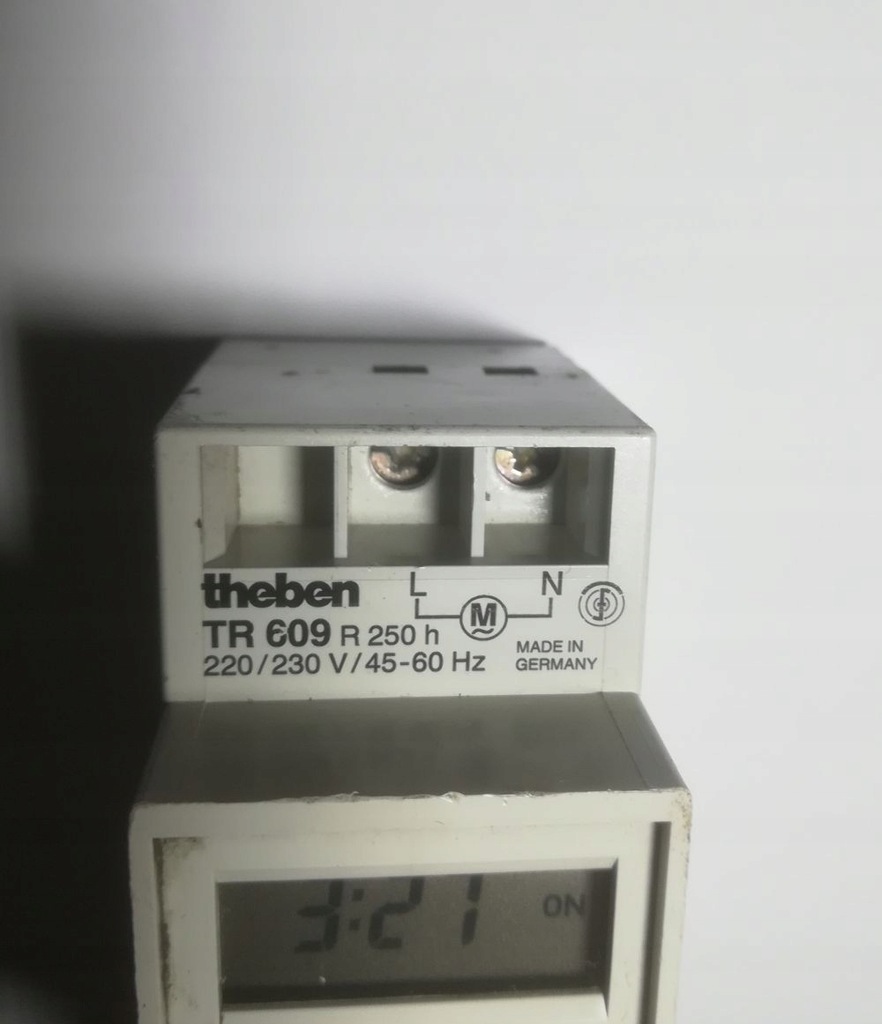 theben L N
TR 609 R 250 h M
220/230 V/45-60 Hz
MADE IN
GERMANY
3:21 ON